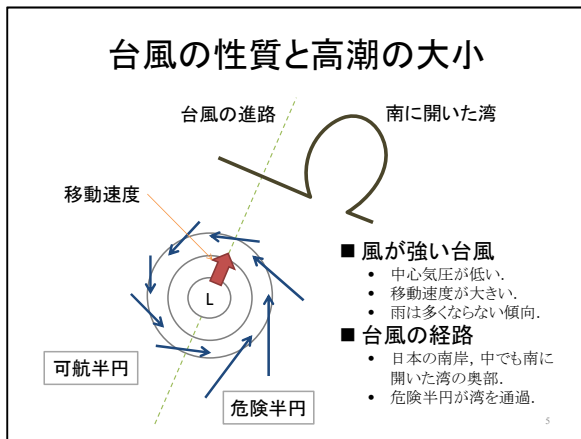 台風の性質と高潮の大小
台風の進路
南に開いた湾
移動速度
L
可航半円
危険半円
■ 風が強い台風
• 中心気圧が低い.
• 移動速度が大きい.
• 雨は多くならない傾向.
■ 台風の経路
• 日本の南岸, 中でも南に
開いた湾の奥部.
• 危険半円が湾を通過.
5